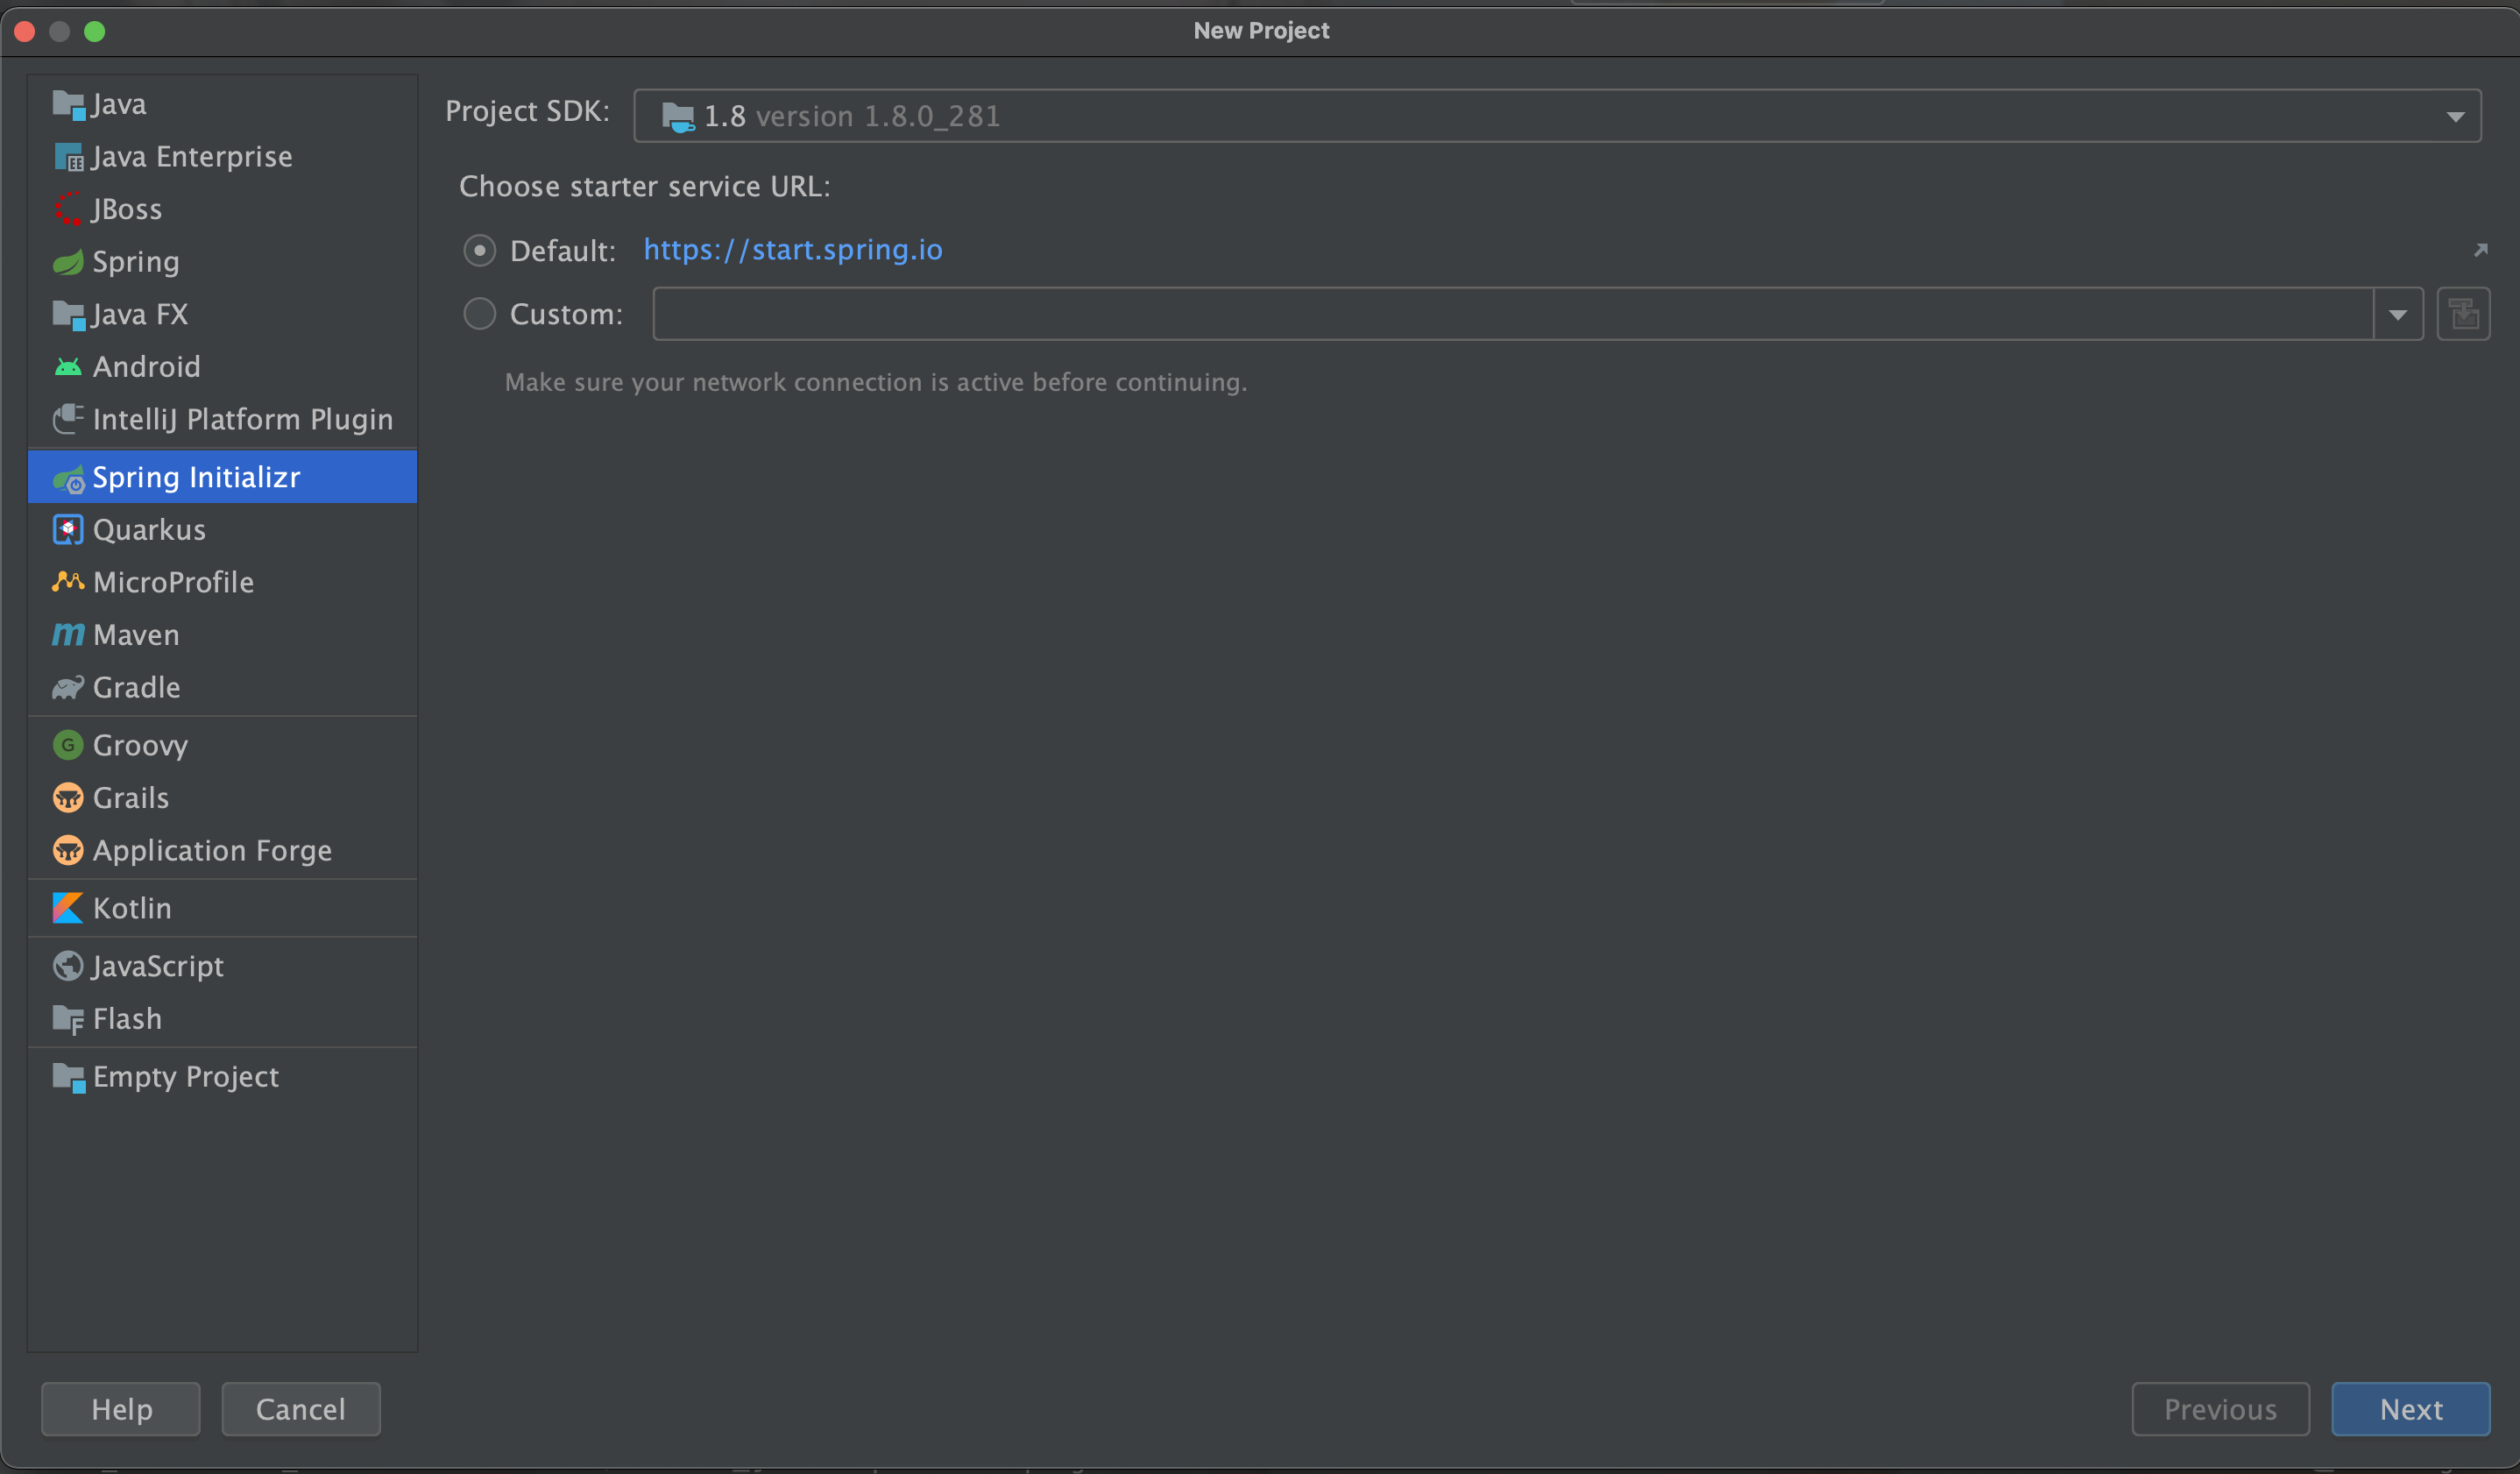 New Project
Java
Java Enterprise
JBoss
Spring
Java FX
Android
IntelliJ Platform Plugin
Spring Initializr
Quarkus
MicroProfile
Maven
Gradle
Groovy
Grails
Application Forge
Kotlin
JavaScript
Flash
Empty Project
Project SDK: 1.8 version 1.8.0_281
Choose starter service URL:
Default: https://start.spring.io
Custom:
Make sure your network connection is active before continuing.
Help Cancel Previous Next